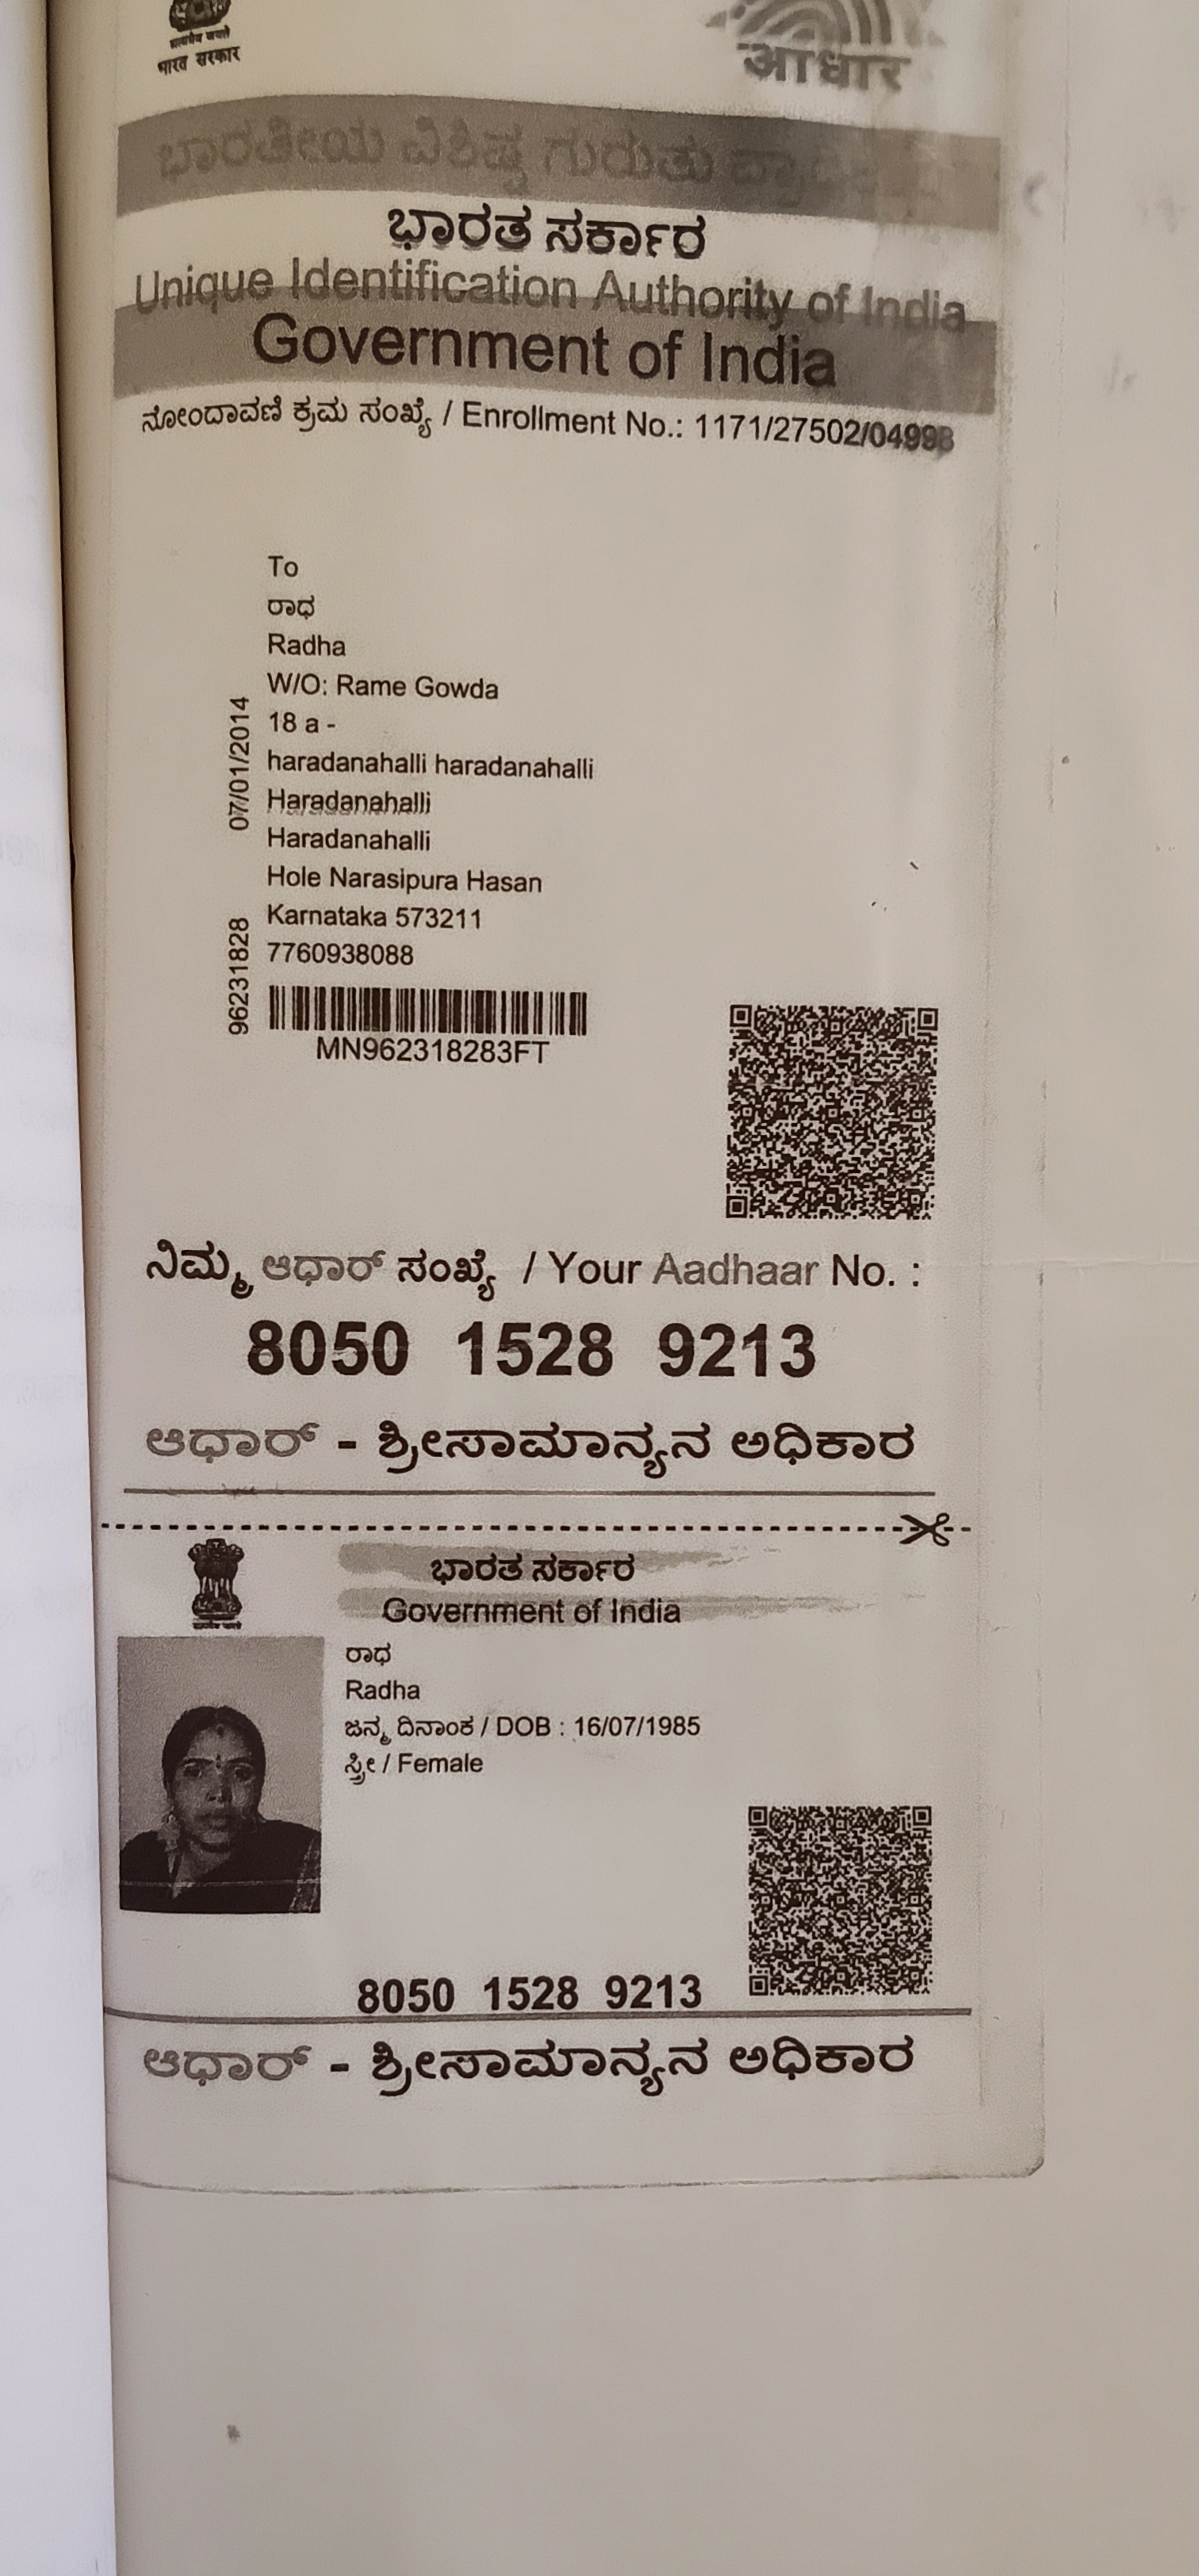 भारत सरकार
आधार
ಭಾರತೀಯ ವಿಶಿಷ್ಟ ಗುರುತು
ಭಾರತ ಸರ್ಕಾರ
Unique Identification Authority of India
Government of India
ನೋಂದಾವಣಿ ಕ್ರಮ ಸಂಖ್ಯೆ / Enrollment No.: 1171/27502/04998
To
ರಾಧ
Radha
W/O: Rame Gowda
18 a -
haradanahalli haradanahalli
Haradanahalli
Haradanahalli
Hole Narasipura Hasan
Karnataka 573211
7760938088
07/01/2014
96231828
MN962318283FT
ನಿಮ್ಮ ಆಧಾರ್ ಸಂಖ್ಯೆ / Your Aadhaar No. :
8050 1528 9213
ಆಧಾರ್ - ಶ್ರೀಸಾಮಾನ್ಯನ ಅಧಿಕಾರ
ಭಾರತ ಸರ್ಕಾರ
Government of India
ರಾಧ
Radha
ಜನ್ಮ ದಿನಾಂಕ / DOB : 16/07/1985
ಸ್ತ್ರೀ / Female
8050 1528 9213
ಆಧಾರ್ - ಶ್ರೀಸಾಮಾನ್ಯನ ಅಧಿಕಾರ